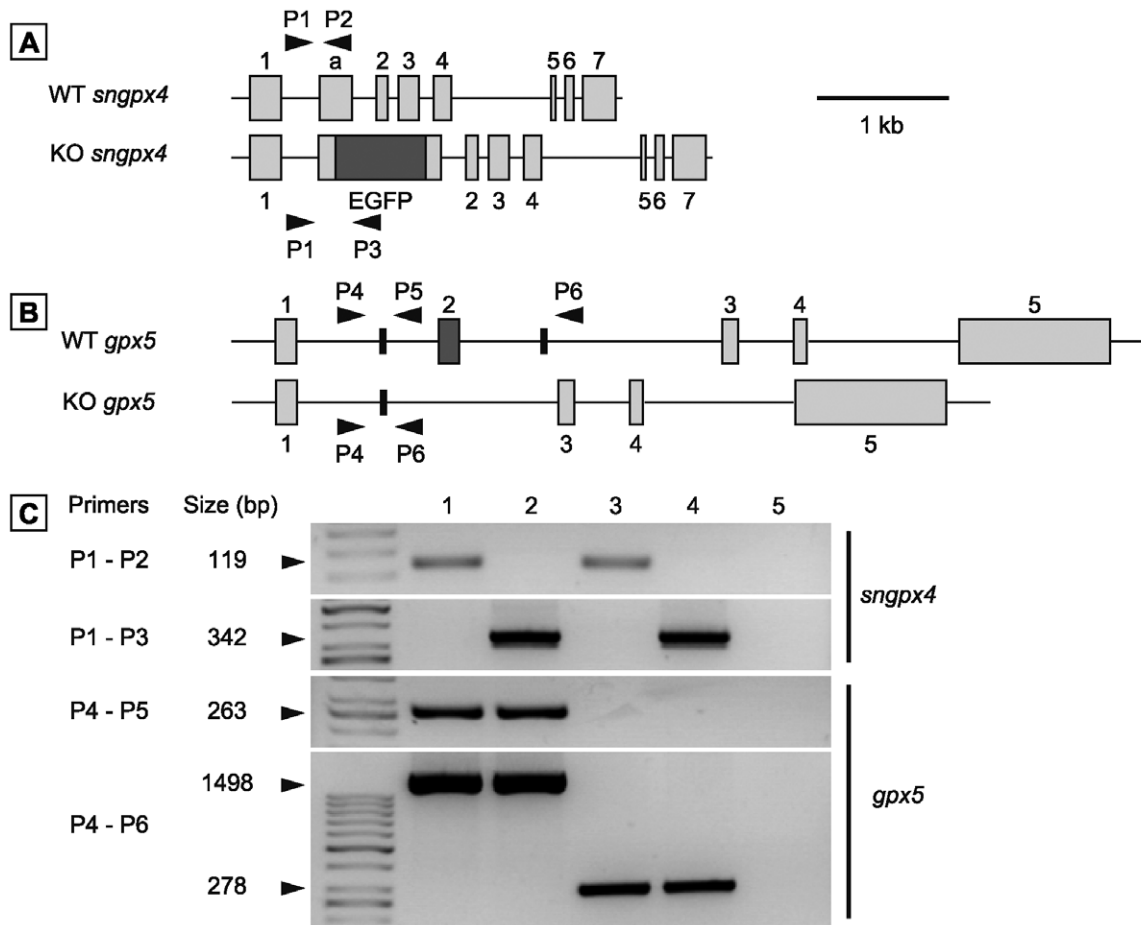 A
P1 P2
1 a 2 3 4 5 6 7
WT sngpx4
1 kb
KO sngpx4
1 EGFP 2 3 4 5 6 7
P1 P3
B
P4 P5 P6
1 2 3 4 5
WT gpx5
KO gpx5
1 3 4 5
P4 P6
C Primers Size (bp) 1 2 3 4 5
P1 - P2 119
sngpx4
P1 - P3 342
P4 - P5 263
1498
gpx5
P4 - P6
278